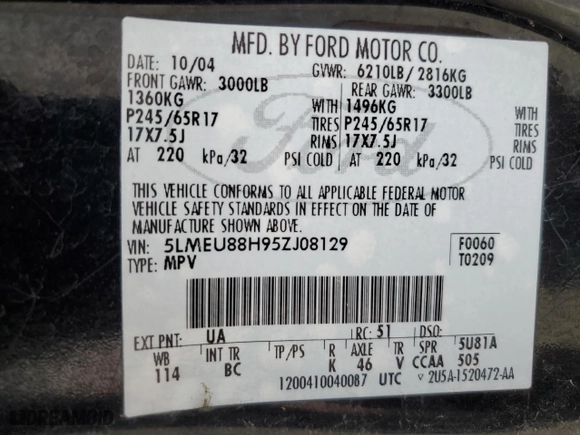 MFD. BY FORD MOTOR CO.
DATE: 10/04 GVWR: 6210LB/ 2816KG
FRONT GAWR: 3000LB REAR GAWR: 3300LB
1360KG WITH 1496KG WITH
P245/65R17 TIRES P245/65R17 TIRES
17X7.5J RIMS 17X7.5J RIMS
AT 220 kPa/32 PSI COLD AT 220 kPa/32 PSI COLD
Ford
THIS VEHICLE CONFORMS TO ALL APPLICABLE FEDERAL MOTOR
VEHICLE SAFETY STANDARDS IN EFFECT ON THE DATE OF
MANUFACTURE SHOWN ABOVE.
VIN: 5LMEU88H95ZJ08129 F0060
TYPE: MPV T0209
EXT PNT: UA RC: 51 DSO:
WB INT TR TP/PS R AXLE TR SPR 5U81A
114 BC K 46 V CCAA 505
1200410040087 UTC 2U5A-1520472-AA